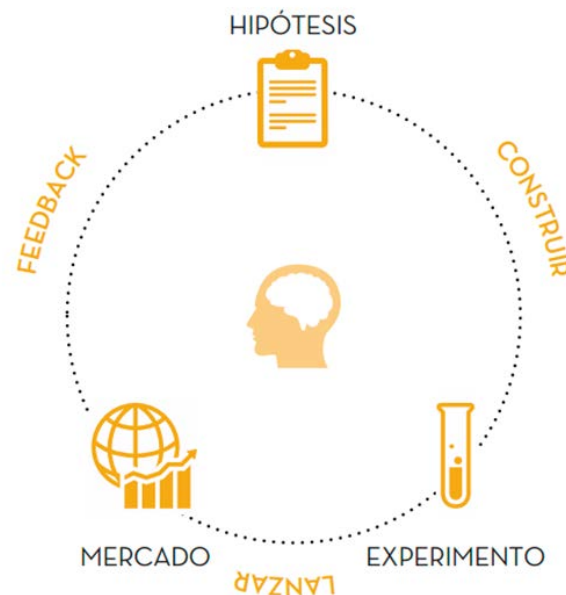 HIPÓTESIS
CONSTRUIR
EXPERIMENTO
LANZAR
MERCADO
FEEDBACK